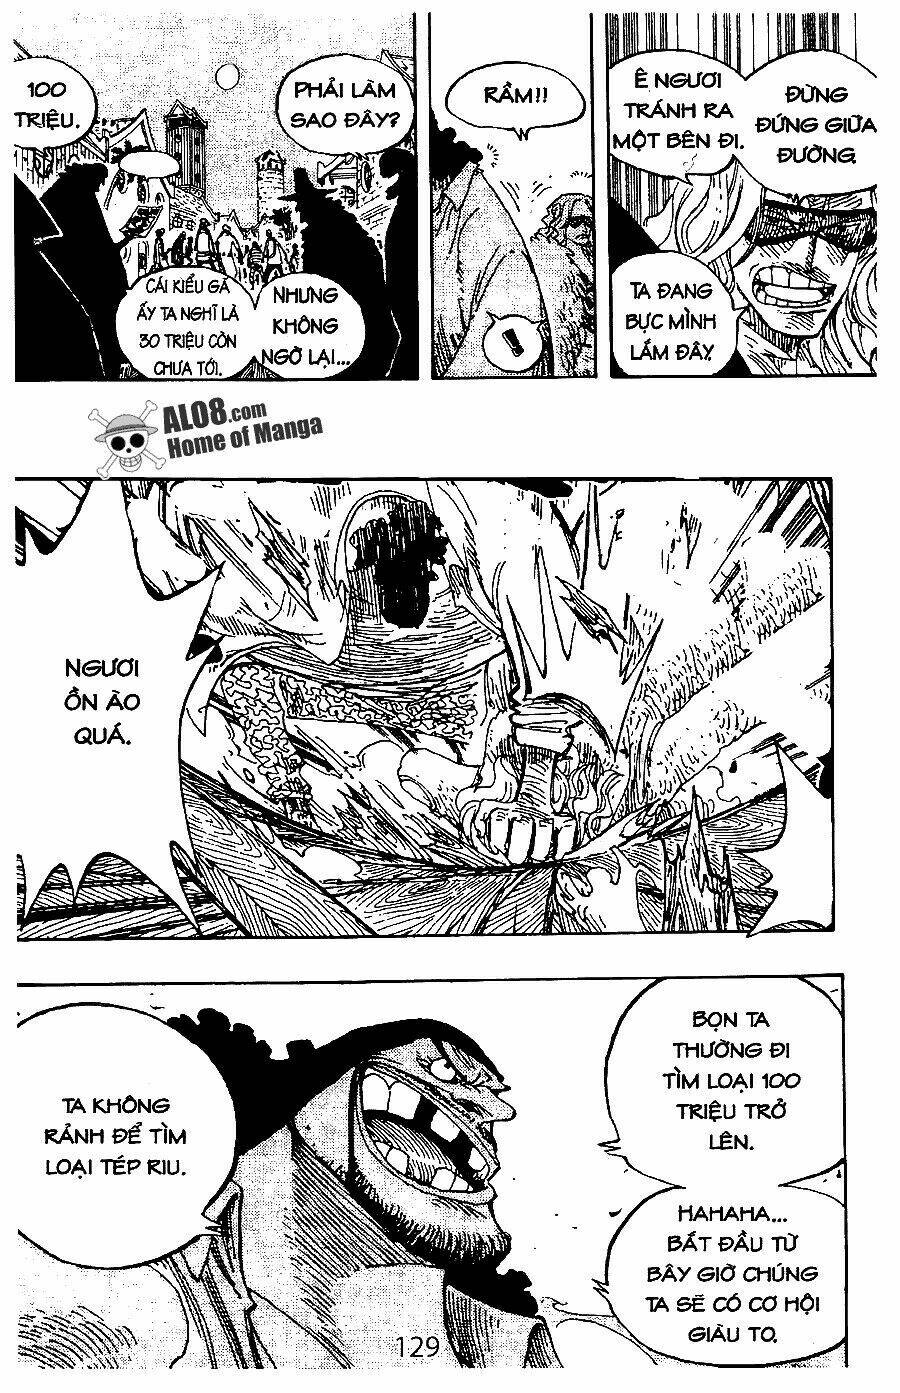 Ê NGƯƠI
TRÁNH RA
MỘT BÊN ĐI.
ĐỪNG
ĐỨNG GIỮA
ĐƯỜNG.
TA ĐANG
BỰC MÌNH
LẮM ĐÂY.
RẦM!!
!
PHẢI LÀM
SAO ĐÂY?
100
TRIỆU.
NHƯNG
KHÔNG
NGỜ LẠI...
CÁI KIỂU GÃ
ẤY TA NGHĨ LÀ
30 TRIỆU CÒN
CHƯA TỚI.
AL08.com
Home of Manga
NGƯƠI
ỒN ÀO
QUÁ.
BỌN TA
THƯỜNG ĐI
TÌM LOẠI 100
TRIỆU TRỞ
LÊN.
TA KHÔNG
RẢNH ĐỂ TÌM
LOẠI TÉP RIU.
HAHAHA...
BẮT ĐẦU TỪ
BÂY GIỜ CHÚNG
TA SẼ CÓ CƠ HỘI
GIÀU TO.
129